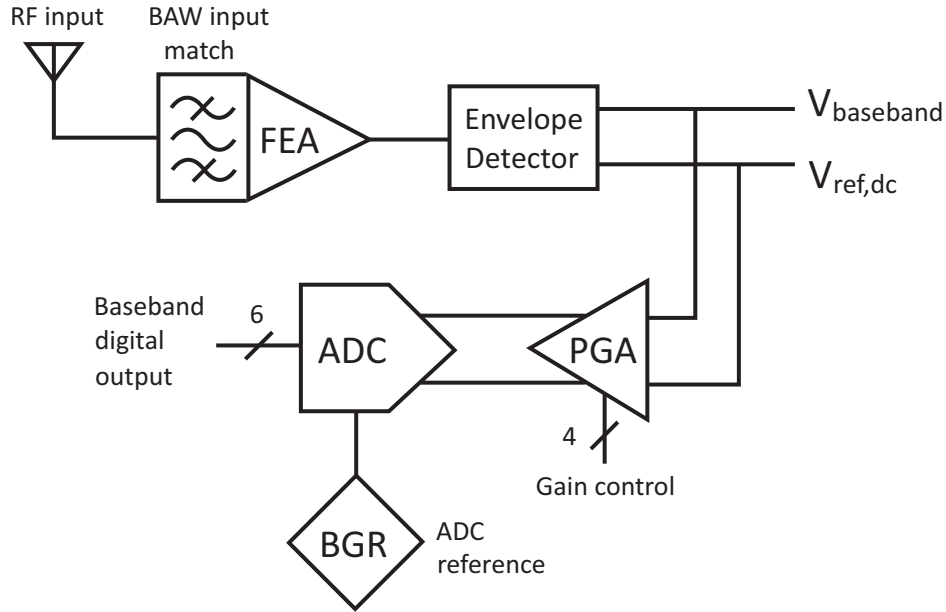 RF input
BAW input
match
FEA
Envelope
Detector
Vbaseband
Vref,dc
Baseband
digital
output
6
ADC
PGA
4
Gain control
BGR
ADC
reference